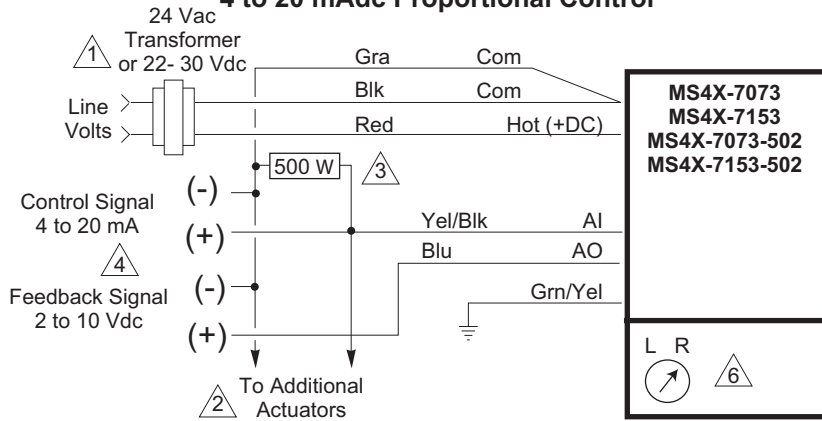 4 to 20 mAdc Proportional Control
24 Vac
Transformer
or 22- 30 Vdc
1
Line
Volts
Gra Com
Blk Com
Red Hot (+DC)
500 W
3
Control Signal
4 to 20 mA
(-)
(+)
4
Feedback Signal
2 to 10 Vdc
(-)
(+)
Yel/Blk AI
Blu AO
Grn/Yel
2
To Additional
Actuators
MS4X-7073
MS4X-7153
MS4X-7073-502
MS4X-7153-502
L R
6